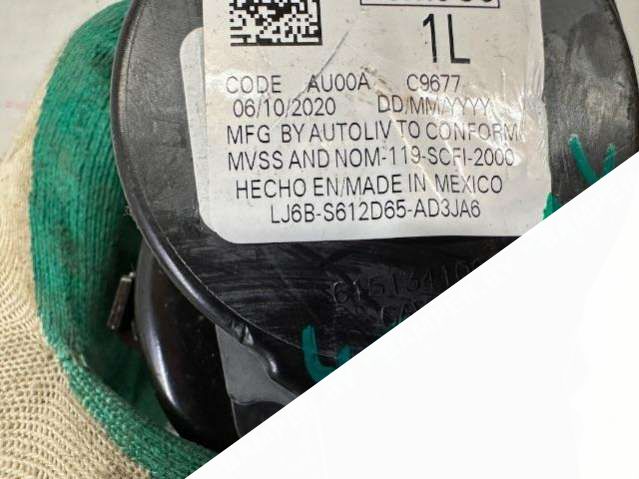 1L
CODE AU00A C9677
06/10/2020 DD/MM/YYYY
MFG BY AUTOLIV TO CONFORM
MVSS AND NOM-119-SCFI-2000
HECHO EN/MADE IN MEXICO
LJ6B-S612D65-AD3JA6